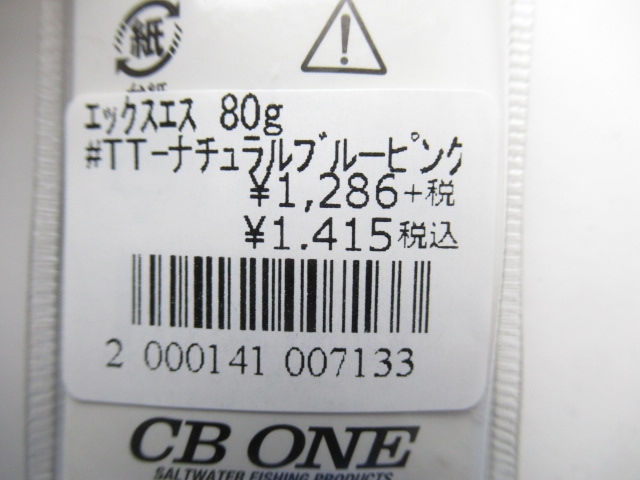 紙
エックスエス 80g
#TT-ナチュラルブルーピンク
¥1,286+税
¥1.415税込
2 000141 007133
CB ONE
SALTWATER FISHING PRODUCTS